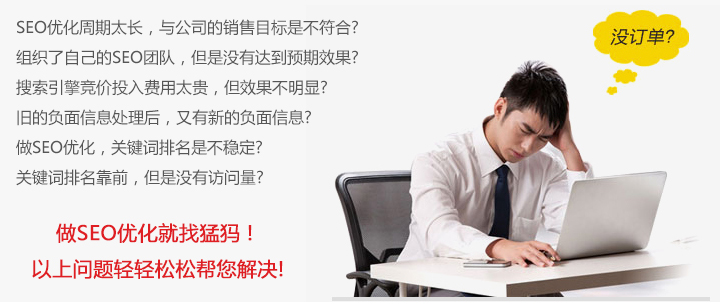 SEO优化周期太长，与公司的销售目标是不符合?
组织了自己的SEO团队，但是没有达到预期效果?
搜索引擎竞价投入费用太贵，但效果不明显?
旧的负面信息处理后，又有新的负面信息?
做SEO优化，关键词排名是不稳定?
关键词排名靠前，但是没有访问量?
没订单?
做SEO优化就找猛犸！
以上问题轻轻松松帮您解决!